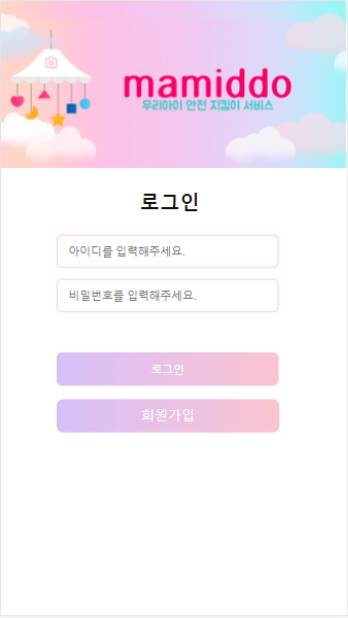 mamiddo
우리아이 안전 지킴이 서비스
로그인
아이디를 입력해주세요.
비밀번호를 입력해주세요.
로그인
회원가입